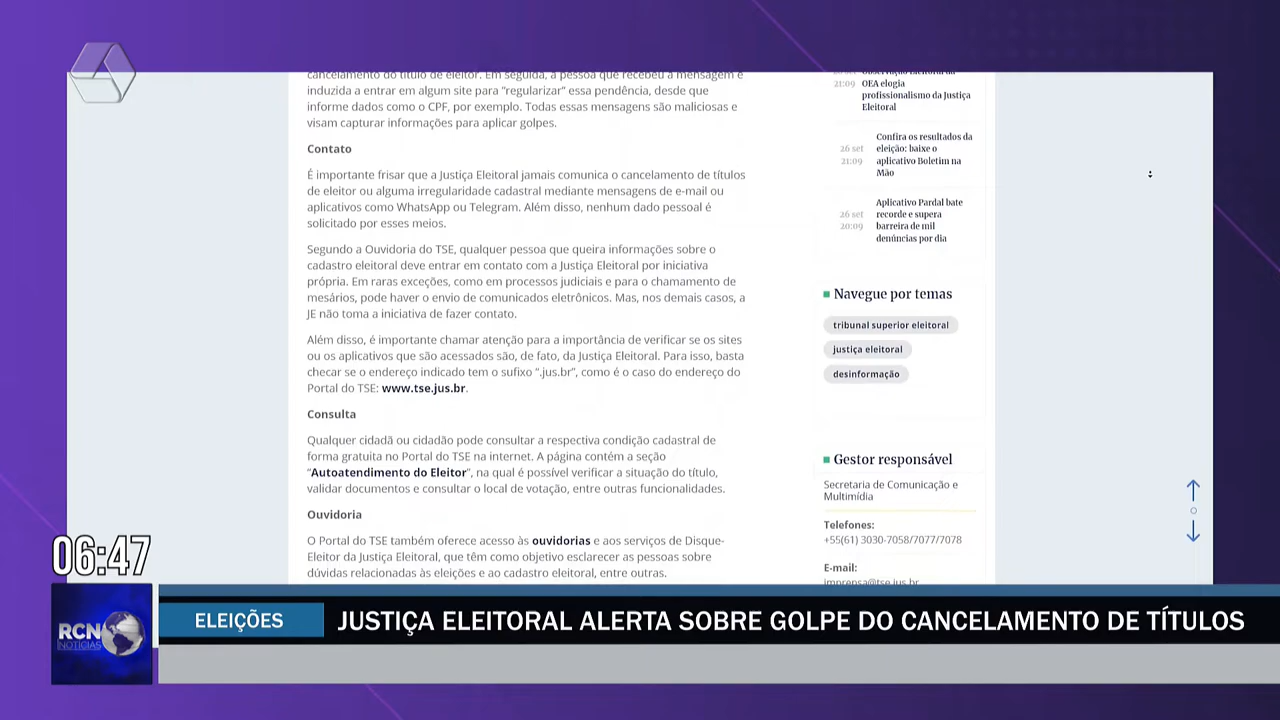 cancelamento do título de eleitor. Em seguida, a pessoa que recebeu a mensagem é
induzida a entrar em algum site para "regularizar" essa pendência, desde que
informe dados como o CPF, por exemplo. Todas essas mensagens são maliciosas e
visam capturar informações para aplicar golpes.
Contato
É importante frisar que a Justiça Eleitoral jamais comunica o cancelamento de títulos
de eleitor ou alguma irregularidade cadastral mediante mensagens de e-mail ou
aplicativos como WhatsApp ou Telegram. Além disso, nenhum dado pessoal é
solicitado por esses meios.
Segundo a Ouvidoria do TSE, qualquer pessoa que queira informações sobre o
cadastro eleitoral deve entrar em contato com a Justiça Eleitoral por iniciativa
própria. Em raras exceções, como em processos judiciais e para o chamamento de
mesários, pode haver o envio de comunicados eletrônicos. Mas, nos demais casos, a
JE não toma a iniciativa de fazer contato.
Além disso, é importante chamar atenção para a importância de verificar se os sites
ou os aplicativos que são acessados são, de fato, da Justiça Eleitoral. Para isso, basta
checar se o endereço indicado tem o sufixo ".jus.br", como é o caso do endereço do
Portal do TSE: www.tse.jus.br.
Consulta
Qualquer cidadã ou cidadão pode consultar a respectiva condição cadastral de
forma gratuita no Portal do TSE na internet. A página contém a seção
"Autoatendimento do Eleitor", na qual é possível verificar a situação do título,
validar documentos e consultar o local de votação, entre outras funcionalidades.
Ouvidoria
O Portal do TSE também oferece acesso às ouvidorias e aos serviços de Disque-
Eleitor da Justiça Eleitoral, que têm como objetivo esclarecer as pessoas sobre
dúvidas relacionadas às eleições e ao cadastro eleitoral, entre outras.
21:09
OEA elogia
profissionalismo da Justiça
Eleitoral
26 set
21:09
Confira os resultados da
eleição: baixe o
aplicativo Boletim na
Mão
26 set
20:09
Aplicativo Pardal bate
recorde e supera
barreira de mil
denúncias por dia
Navegue por temas
tribunal superior eleitoral
justiça eleitoral
desinformação
Gestor responsável
Secretaria de Comunicação e
Multimídia
Telefones:
+55(61) 3030-7058/7077/7078
E-mail:
imprensa@tse.jus.br
06:47
RCN
NOTÍCIAS
ELEIÇÕES
JUSTIÇA ELEITORAL ALERTA SOBRE GOLPE DO CANCELAMENTO DE TÍTULOS